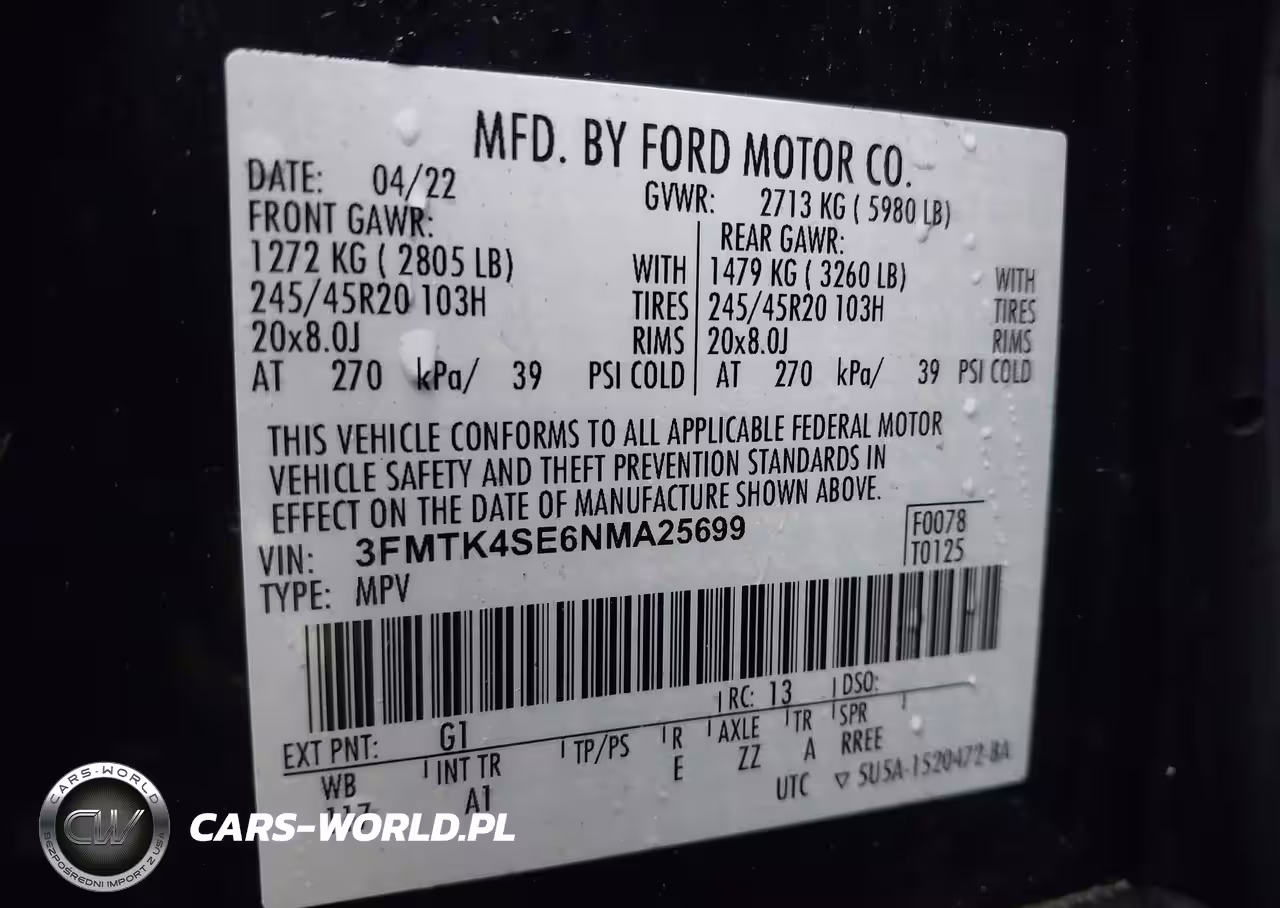 MFD. BY FORD MOTOR CO.
DATE: 04/22 GVWR: 2713 KG ( 5980 LB)
FRONT GAWR: REAR GAWR:
1272 KG ( 2805 LB) WITH 1479 KG ( 3260 LB) WITH
245/45R20 103H TIRES 245/45R20 103H TIRES
20x8.0J RIMS 20x8.0J RIMS
AT 270 kPa/ 39 PSI COLD AT 270 kPa/ 39 PSI COLD
THIS VEHICLE CONFORMS TO ALL APPLICABLE FEDERAL MOTOR
VEHICLE SAFETY AND THEFT PREVENTION STANDARDS IN
EFFECT ON THE DATE OF MANUFACTURE SHOWN ABOVE.
VIN: 3FMTK4SE6NMA25699 F0078
TYPE: MPV T0125
EXT PNT: G1 RC: 13 DSO:
WB INT TR TP/PS R AXLE TR SPR
117 A1 E ZZ A RREE
UTC ▽ 5U5A-1520472-BA
CARS-WORLD
CW
BEZPOŚREDNI IMPORT Z USA
CARS-WORLD.PL